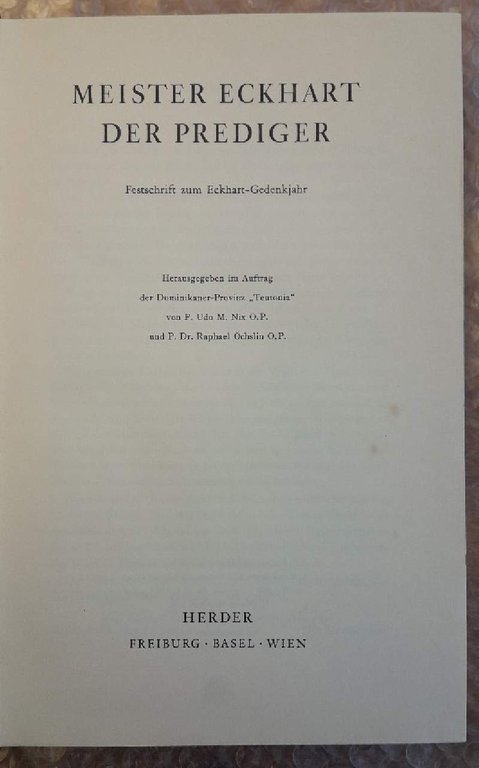 MEISTER ECKHART
DER PREDIGER
Festschrift zum Eckhart-Gedenkjahr
Herausgegeben im Auftrag
der Dominikaner-Provinz „Teutonia“
von P. Udo M. Nix O.P.
und P. Dr. Raphael Öchslin O.P.
HERDER
FREIBURG · BASEL · WIEN